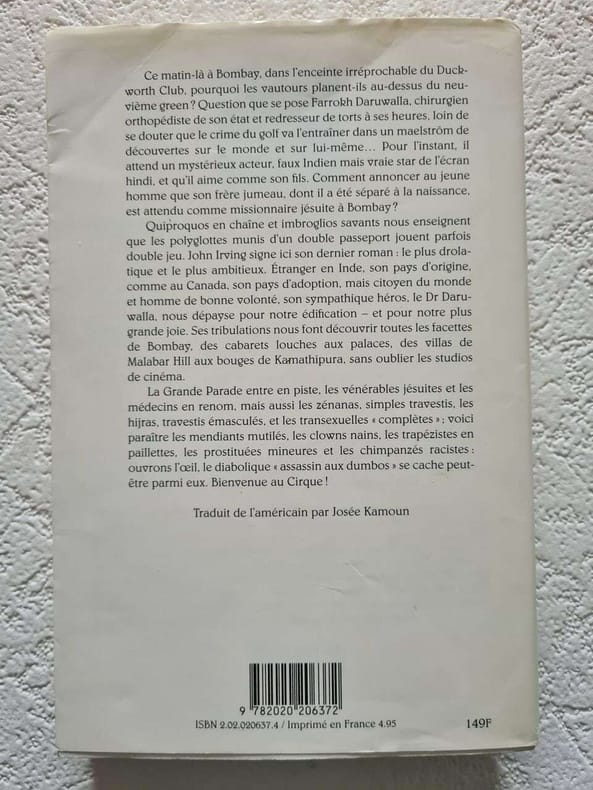 Ce matin-là à Bombay, dans l'enceinte irréprochable du Duck-
worth Club, pourquoi les vautours planent-ils au-dessus du neu-
vième green ? Question que se pose Farrokh Daruwalla, chirurgien
orthopédiste de son état et redresseur de torts à ses heures, loin de
se douter que le crime du golf va l'entraîner dans un maelström de
découvertes sur le monde et sur lui-même... Pour l'instant, il
attend un mystérieux acteur, faux Indien mais vraie star de l'écran
hindi, et qu'il aime comme son fils. Comment annoncer au jeune
homme que son frère jumeau, dont il a été séparé à la naissance,
est attendu comme missionnaire jésuite à Bombay ?
Quiproquos en chaîne et imbroglios savants nous enseignent
que les polyglottes munis d'un double passeport jouent parfois
double jeu. John Irving signe ici son dernier roman : le plus drola-
tique et le plus ambitieux. Étranger en Inde, son pays d'origine,
comme au Canada, son pays d'adoption, mais citoyen du monde
et homme de bonne volonté, son sympathique héros, le Dr Daru-
walla, nous dépayse pour notre édification – et pour notre plus
grande joie. Ses tribulations nous font découvrir toutes les facettes
de Bombay, des cabarets louches aux palaces, des villas de
Malabar Hill aux bouges de Kamathipura, sans oublier les studios
de cinéma.
La Grande Parade entre en piste, les vénérables jésuites et les
médecins en renom, mais aussi les zénanas, simples travestis, les
hijras, travestis émasculés, et les transexuelles « complètes » ; voici
paraître les mendiants mutilés, les clowns nains, les trapézistes en
paillettes, les prostituées mineures et les chimpanzés racistes :
ouvrons l'œil, le diabolique « assassin aux dumbos » se cache peut-
être parmi eux. Bienvenue au Cirque !
Traduit de l'américain par Josée Kamoun
9 782020 206372
ISBN 2.02.020637.4 / Imprimé en France 4.95
149F